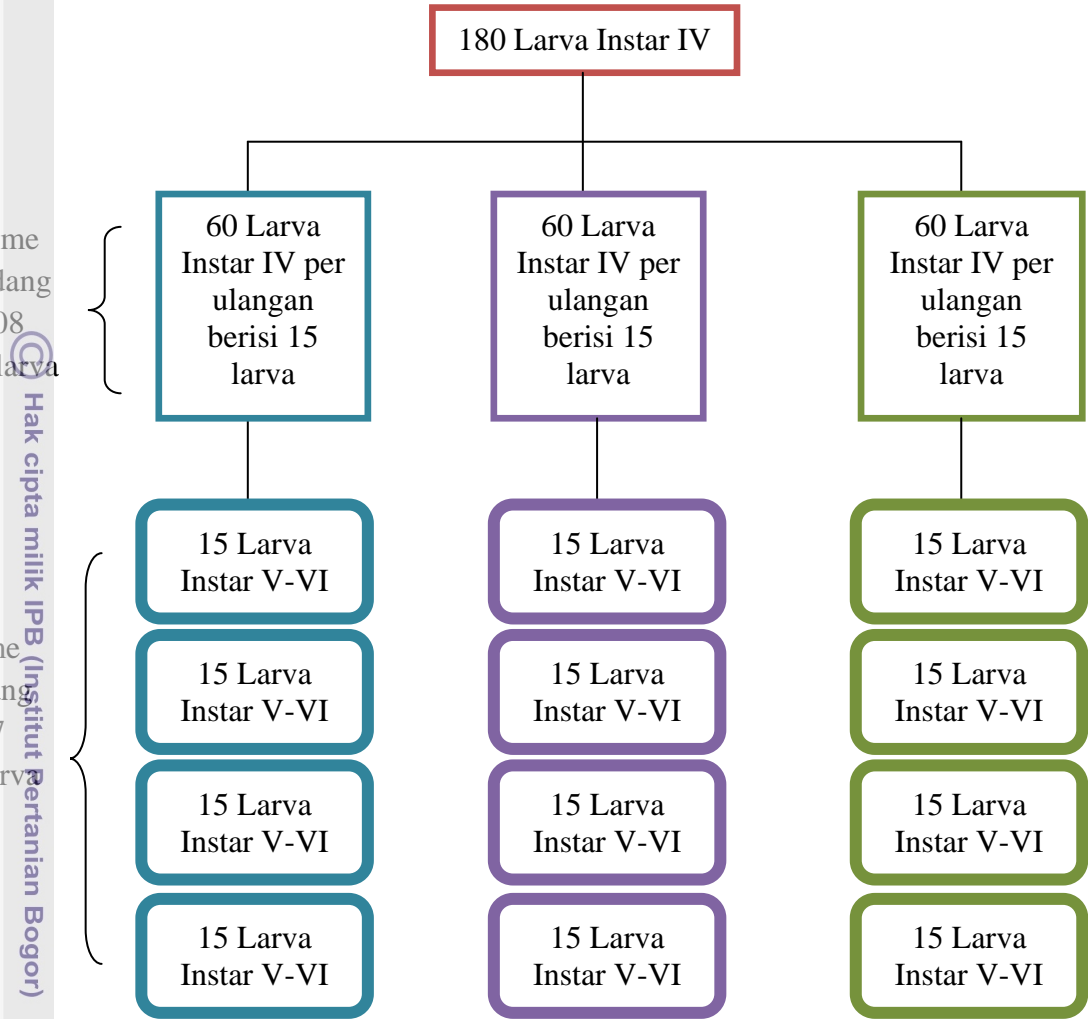 180 Larva Instar IV
60 Larva
Instar IV per
ulangan
berisi 15
larva
60 Larva
Instar IV per
ulangan
berisi 15
larva
60 Larva
Instar IV per
ulangan
berisi 15
larva
larva
15 Larva
Instar V-VI
15 Larva
Instar V-VI
15 Larva
Instar V-VI
15 Larva
Instar V-VI
15 Larva
Instar V-VI
15 Larva
Instar V-VI
15 Larva
Instar V-VI
15 Larva
Instar V-VI
15 Larva
Instar V-VI
15 Larva
Instar V-VI
15 Larva
Instar V-VI
15 Larva
Instar V-VI
© Hak cipta milik IPB (Institut Pertanian Bogor)